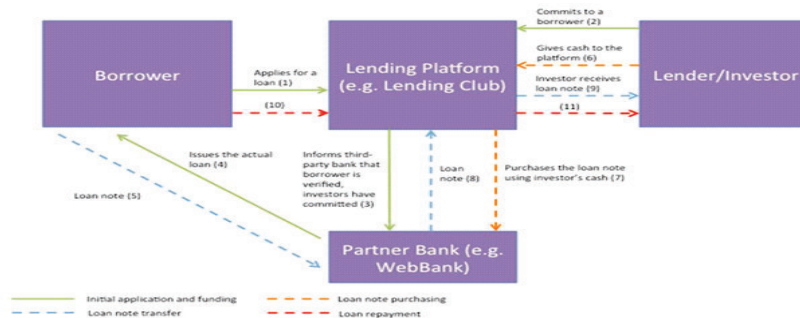 Commits to a
borrower (2)
Gives cash to the
platform (6)
Borrower
Applies for a
loan (1)
Lending Platform
(e.g. Lending Club)
Investor receives
loan note (9)
Lender/Investor
(10)
(11)
Issues the actual
loan (4)
Informs third-
party bank that
borrower is
verified,
investors have
committed (3)
Loan
note (8)
Purchases the loan note
using investor's cash (7)
Loan note (5)
Partner Bank (e.g.
WebBank)
Initial application and funding
Loan note purchasing
Loan note transfer
Loan repayment